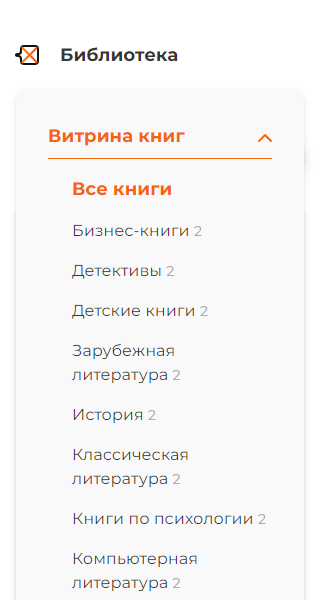 Библиотека
Витрина книг
Все книги
Бизнес-книги 2
Детективы 2
Детские книги 2
Зарубежная
литература 2
История 2
Классическая
литература 2
Книги по психологии 2
Компьютерная
литература 2